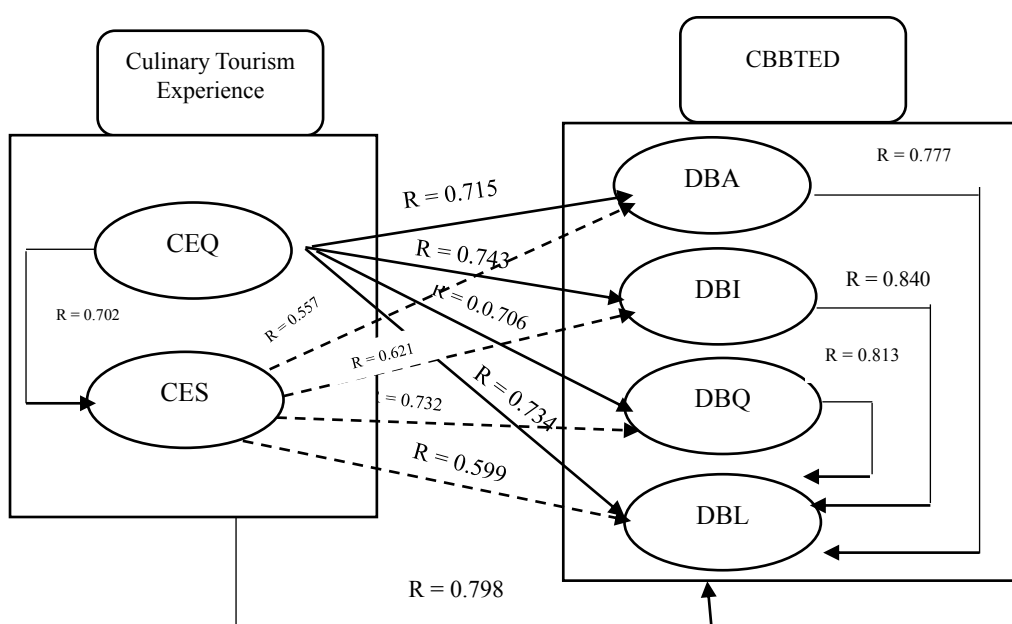 Culinary Tourism
Experience
CBBTED
CEQ
CES
R = 0.702
R = 0.715
R = 0.743
R = 0.0.706
R = 0.734
R = 0.557
R = 0.621
= 0.732
R = 0.599
DBA
DBI
DBQ
DBL
R = 0.777
R = 0.840
R = 0.813
R = 0.798